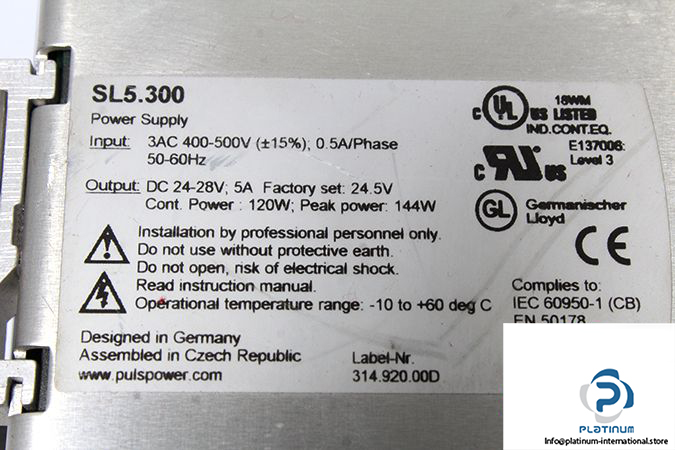 SL5.300
Power Supply
Input: 3AC 400-500V (±15%); 0.5A/Phase
50-60Hz
Output: DC 24-28V; 5A Factory set: 24.5V
Cont. Power : 120W; Peak power: 144W
Installation by professional personnel only.
Do not use without protective earth.
Do not open, risk of electrical shock.
Read instruction manual.
Operational temperature range: -10 to +60 deg C
Designed in Germany
Assembled in Czech Republic
www.pulspower.com
Label-Nr.
314.920.00D
C UL US LISTED
18WM
IND.CONT.EQ.
E137006:
Level 3
C RU US
GL Germanischer
Lloyd
CE
Complies to:
IEC 60950-1 (CB)
EN 50178
P
PLATINUM
Info@platinum-international.store